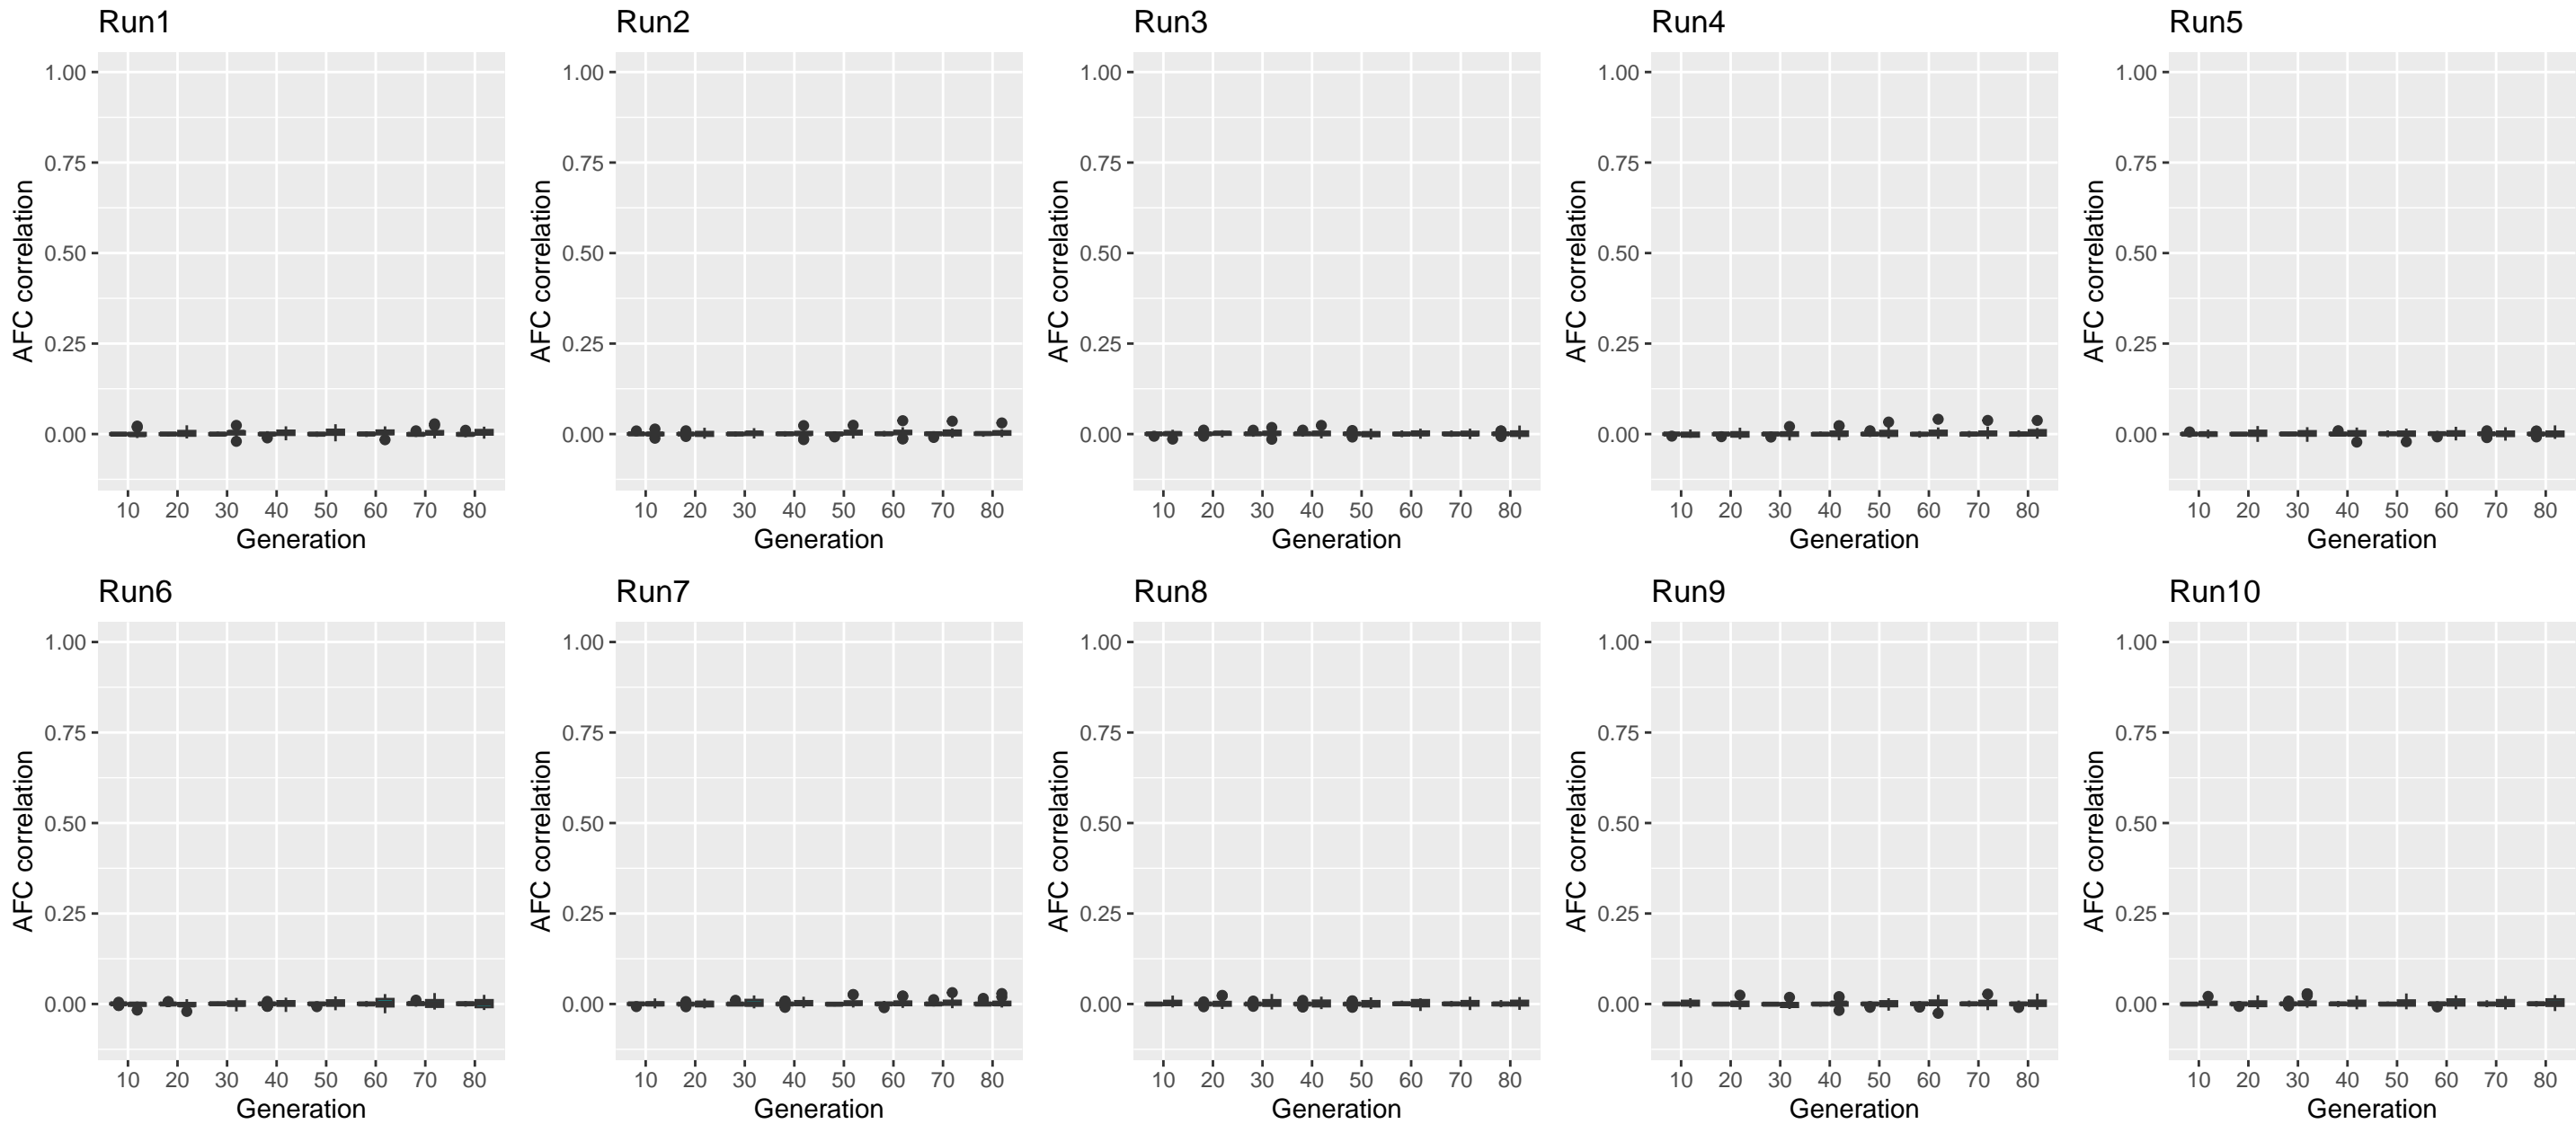 Run1 Run2 Run3 Run4 Run5
1.00 1.00 1.00 1.00 1.00
0.75 0.75 0.75 0.75 0.75
AFC correlation AFC correlation AFC correlation AFC correlation AFC correlation
0.50 0.50 0.50 0.50 0.50
0.25 0.25 0.25 0.25 0.25
0.00 0.00 0.00 0.00 0.00
10 20 30 40 50 60 70 80 10 20 30 40 50 60 70 80 10 20 30 40 50 60 70 80 10 20 30 40 50 60 70 80 10 20 30 40 50 60 70 80
Generation Generation Generation Generation Generation
Run6 Run7 Run8 Run9 Run10
1.00 1.00 1.00 1.00 1.00
0.75 0.75 0.75 0.75 0.75
AFC correlation AFC correlation AFC correlation AFC correlation AFC correlation
0.50 0.50 0.50 0.50 0.50
0.25 0.25 0.25 0.25 0.25
0.00 0.00 0.00 0.00 0.00
10 20 30 40 50 60 70 80 10 20 30 40 50 60 70 80 10 20 30 40 50 60 70 80 10 20 30 40 50 60 70 80 10 20 30 40 50 60 70 80
Generation Generation Generation Generation Generation